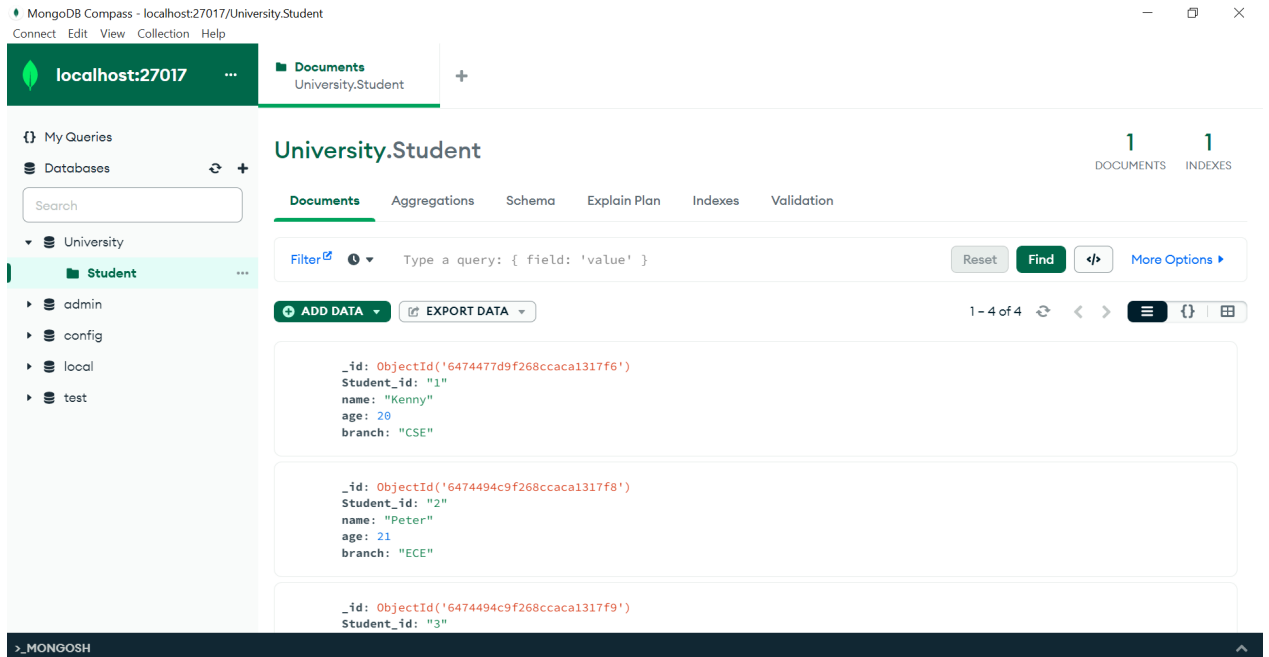 MongoDB Compass - localhost:27017/University.Student
Connect Edit View Collection Help
localhost:27017 ...
Documents
University.Student
+
{} My Queries
Databases
Search
University
Student ...
admin
config
local
test
University.Student
1 DOCUMENTS
1 INDEXES
Documents Aggregations Schema Explain Plan Indexes Validation
Filter Type a query: { field: 'value' } Reset Find </> More Options
ADD DATA EXPORT DATA 1 – 4 of 4 {}
_id: ObjectId('6474477d9f268ccaca1317f6')
Student_id: "1"
name: "Kenny"
age: 20
branch: "CSE"
_id: ObjectId('6474494c9f268ccaca1317f8')
Student_id: "2"
name: "Peter"
age: 21
branch: "ECE"
_id: ObjectId('6474494c9f268ccaca1317f9')
Student_id: "3"
>_MONGOSH